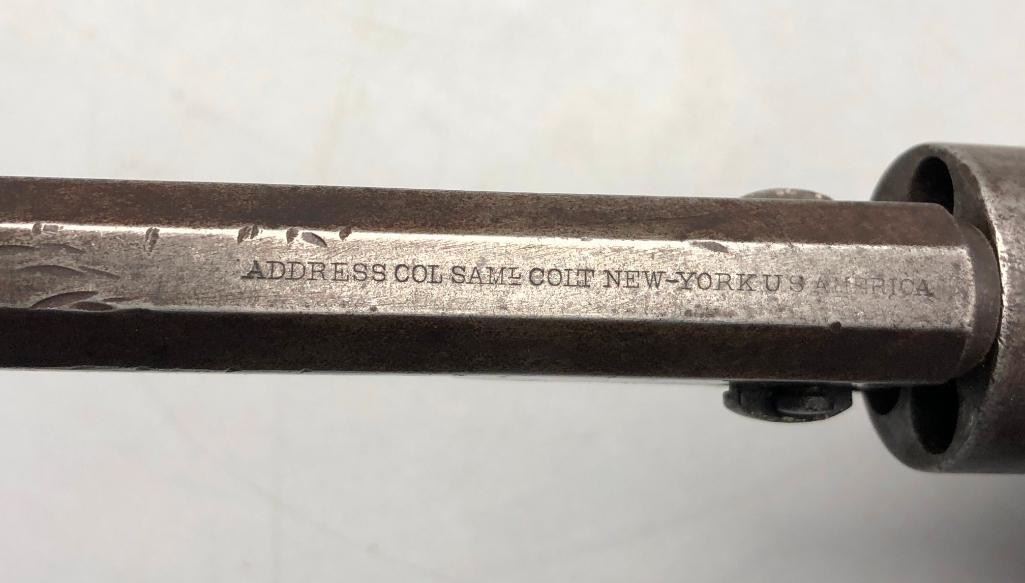 ADDRESS COL SAMᴸ COLT NEW-YORK U S AMERICA